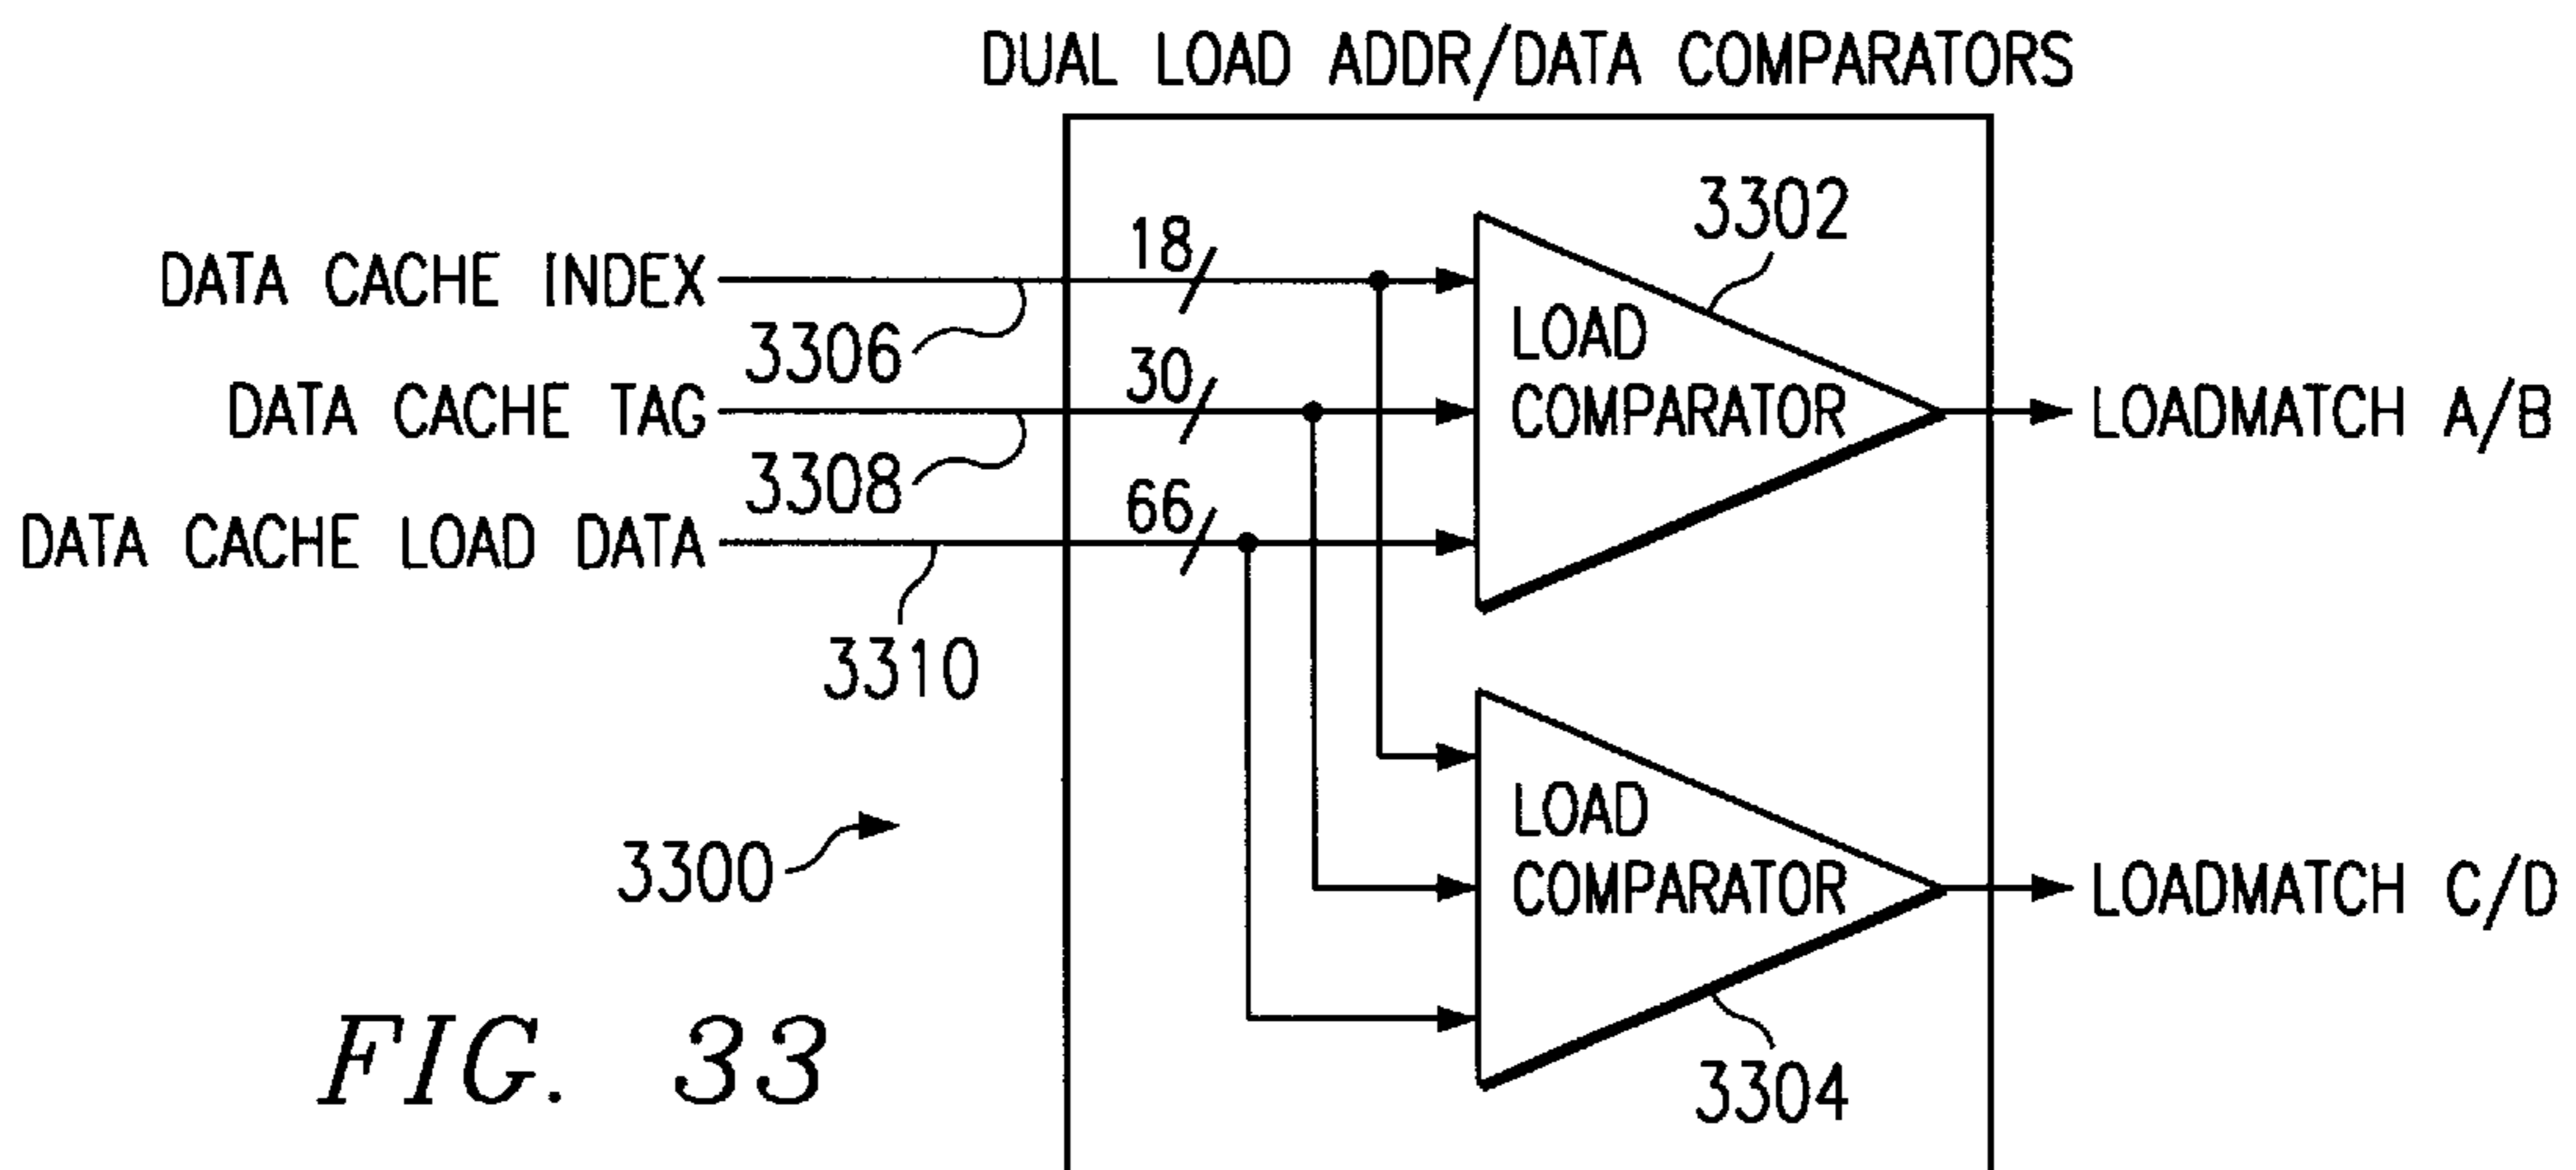 DUAL LOAD ADDR/DATA COMPARATORS
3302
18
DATA CACHE INDEX
3306
LOAD
COMPARATOR
30
DATA CACHE TAG
3308
LOADMATCH A/B
66
DATA CACHE LOAD DATA
3310
3300
LOAD
COMPARATOR
LOADMATCH C/D
3304
FIG. 33